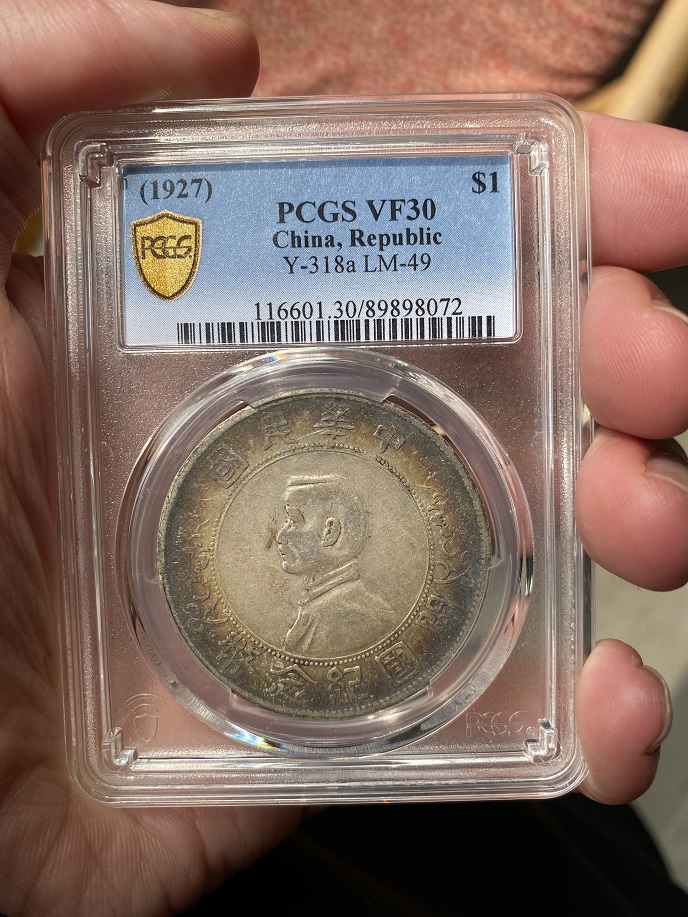 (1927)
$1
PCGS VF30
China, Republic
Y-318a LM-49
PCGS
116601.30/89898072
中華民國
開國紀念幣
PCGS